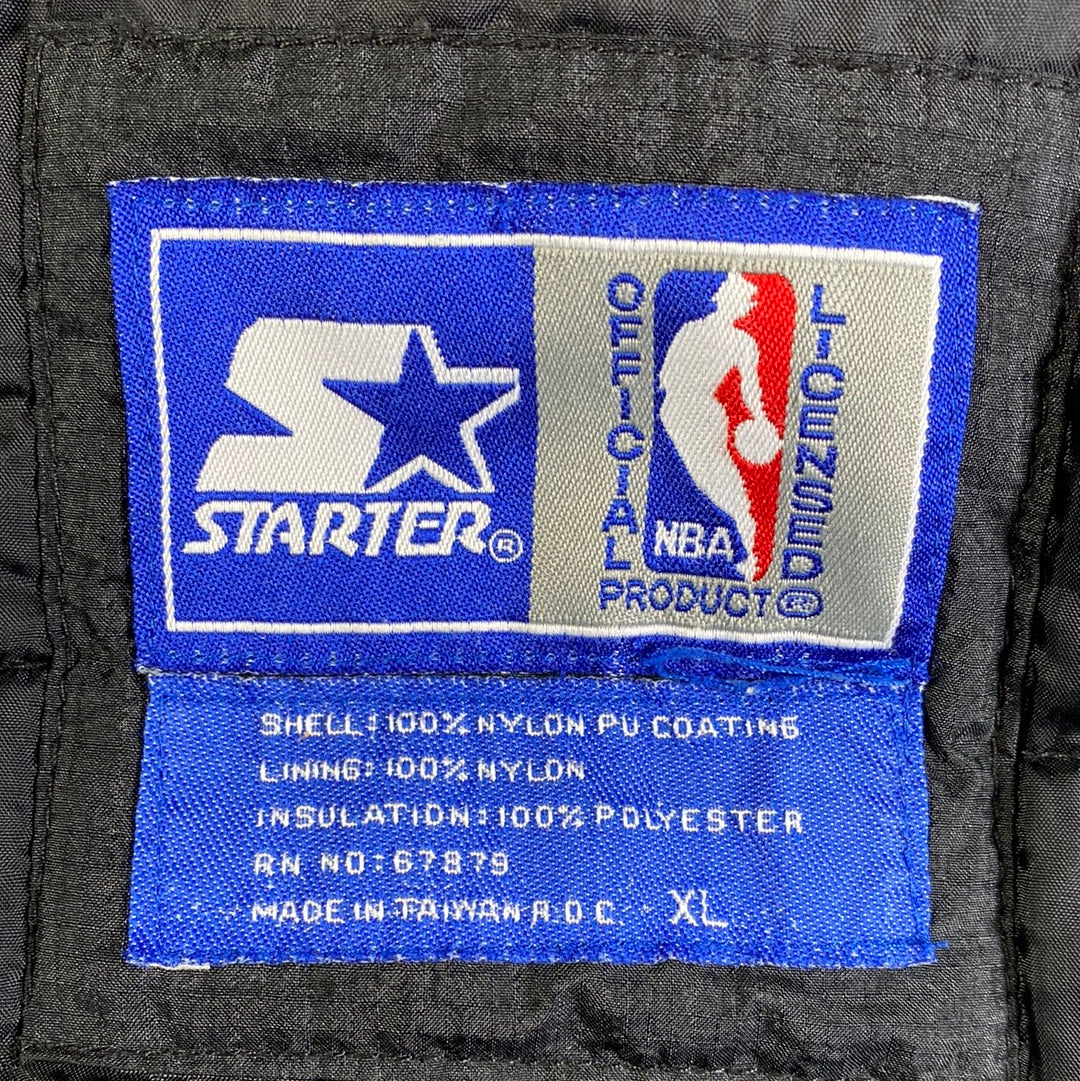 STARTER®
OFFICIAL
LICENSED
NBA
PRODUCT ®
SHELL: 100% NYLON PU COATING
LINING: 100% NYLON
INSULATION: 100% POLYESTER
RN NO: 67879
MADE IN TAIWAN R.O.C. XL